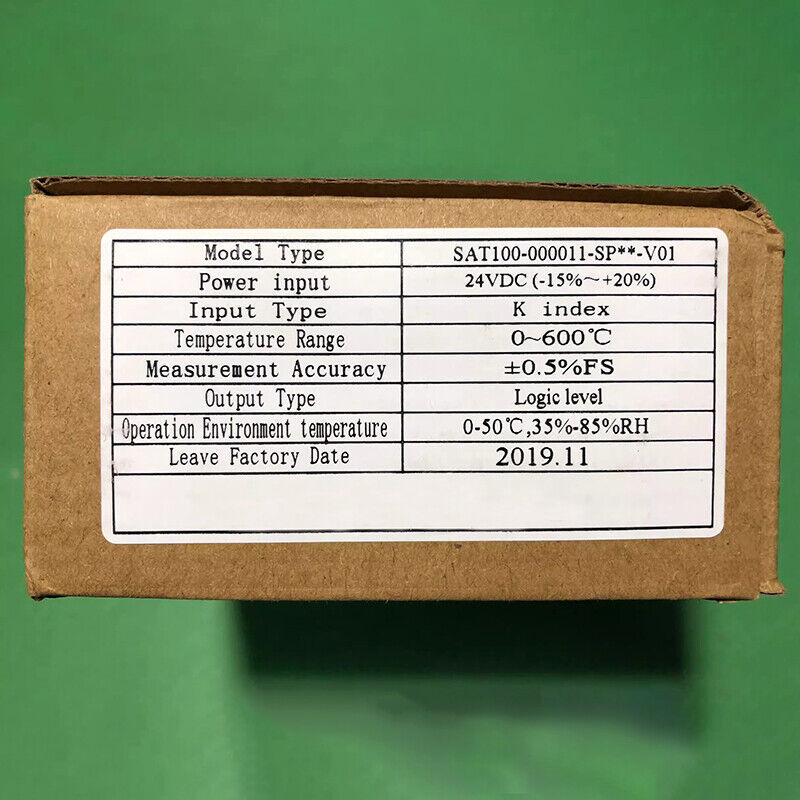 Model Type SAT100-000011-SP**-V01
Power input 24VDC (-15%～+20%)
Input Type K index
Temperature Range 0~600℃
Measurement Accuracy ±0.5%FS
Output Type Logic level
Operation Environment temperature 0-50℃,35%-85%RH
Leave Factory Date 2019.11